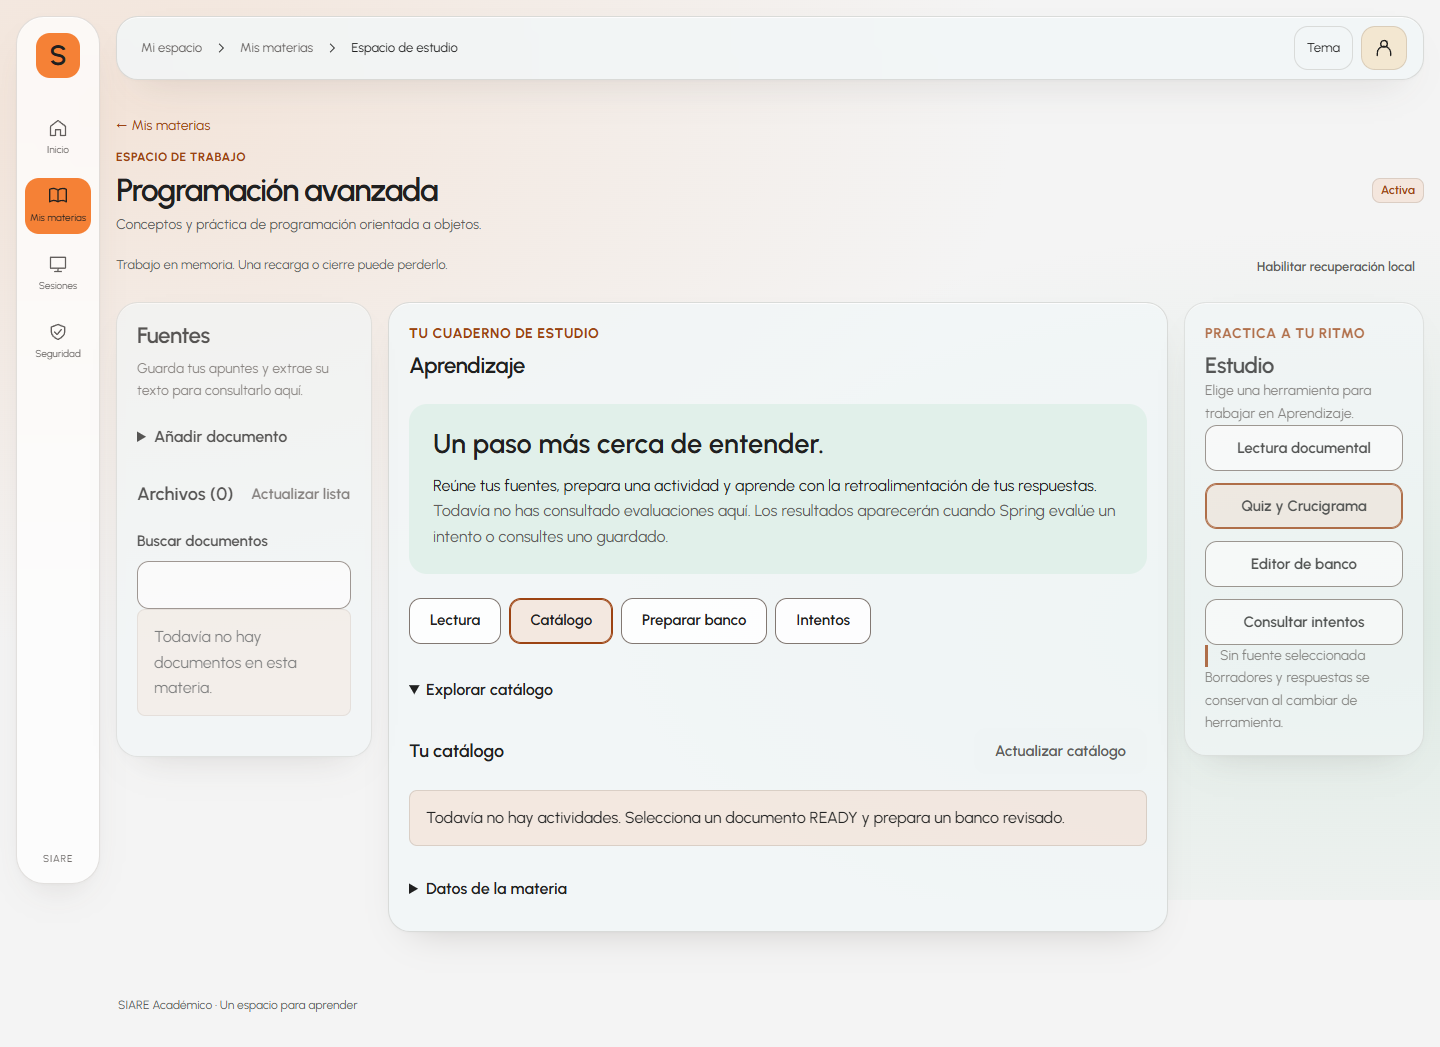 S
Inicio
Mis materias
Sesiones
Seguridad
SIARE
Mi espacio > Mis materias > Espacio de estudio
Tema
← Mis materias
ESPACIO DE TRABAJO
Programación avanzada
Activa
Conceptos y práctica de programación orientada a objetos.
Trabajo en memoria. Una recarga o cierre puede perderlo.
Habilitar recuperación local
Fuentes
Guarda tus apuntes y extrae su
texto para consultarlo aquí.
Añadir documento
Archivos (0)
Actualizar lista
Buscar documentos
Todavía no hay
documentos en esta
materia.
TU CUADERNO DE ESTUDIO
Aprendizaje
Un paso más cerca de entender.
Reúne tus fuentes, prepara una actividad y aprende con la retroalimentación de tus respuestas.
Todavía no has consultado evaluaciones aquí. Los resultados aparecerán cuando Spring evalúe un
intento o consultes uno guardado.
Lectura
Catálogo
Preparar banco
Intentos
Explorar catálogo
Tu catálogo
Actualizar catálogo
Todavía no hay actividades. Selecciona un documento READY y prepara un banco revisado.
Datos de la materia
PRACTICA A TU RITMO
Estudio
Elige una herramienta para
trabajar en Aprendizaje.
Lectura documental
Quiz y Crucigrama
Editor de banco
Consultar intentos
Sin fuente seleccionada
Borradores y respuestas se
conservan al cambiar de
herramienta.
SIARE Académico · Un espacio para aprender